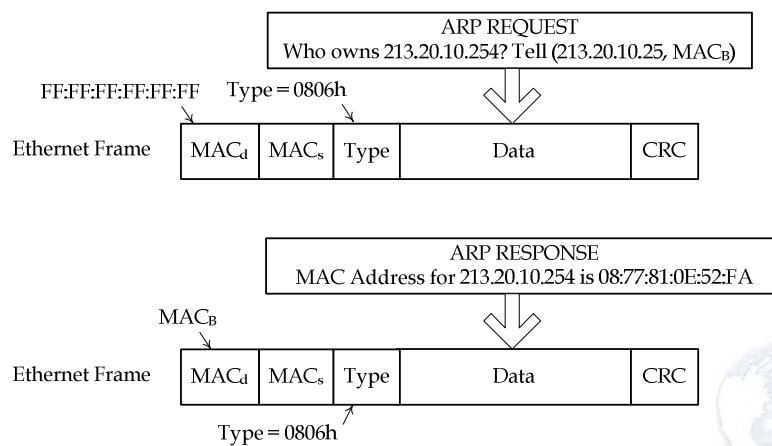 ARP REQUEST
Who owns 213.20.10.254? Tell (213.20.10.25, MACB)
FF:FF:FF:FF:FF:FF
Type = 0806h
Ethernet Frame
MACd
MACs
Type
Data
CRC
ARP RESPONSE
MAC Address for 213.20.10.254 is 08:77:81:0E:52:FA
MACB
Ethernet Frame
MACd
MACs
Type
Data
CRC
Type = 0806h